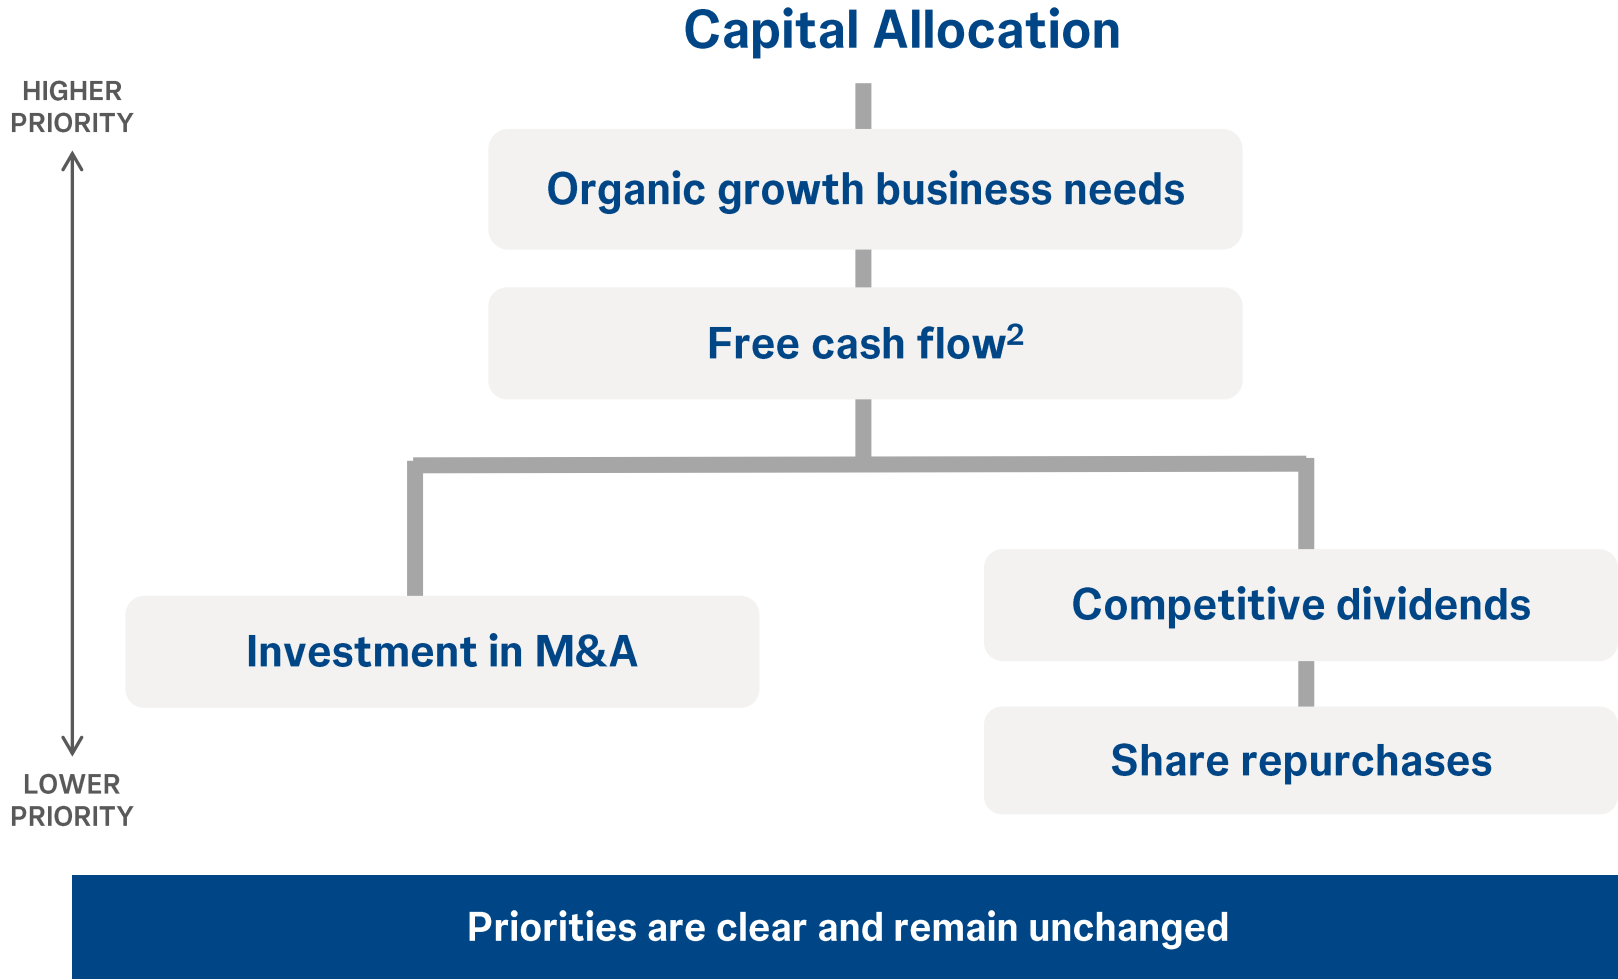 Capital Allocation
HIGHER
PRIORITY
Organic growth business needs
Free cash flow²
Competitive dividends
Investment in M&A
Share repurchases
LOWER
PRIORITY
Priorities are clear and remain unchanged